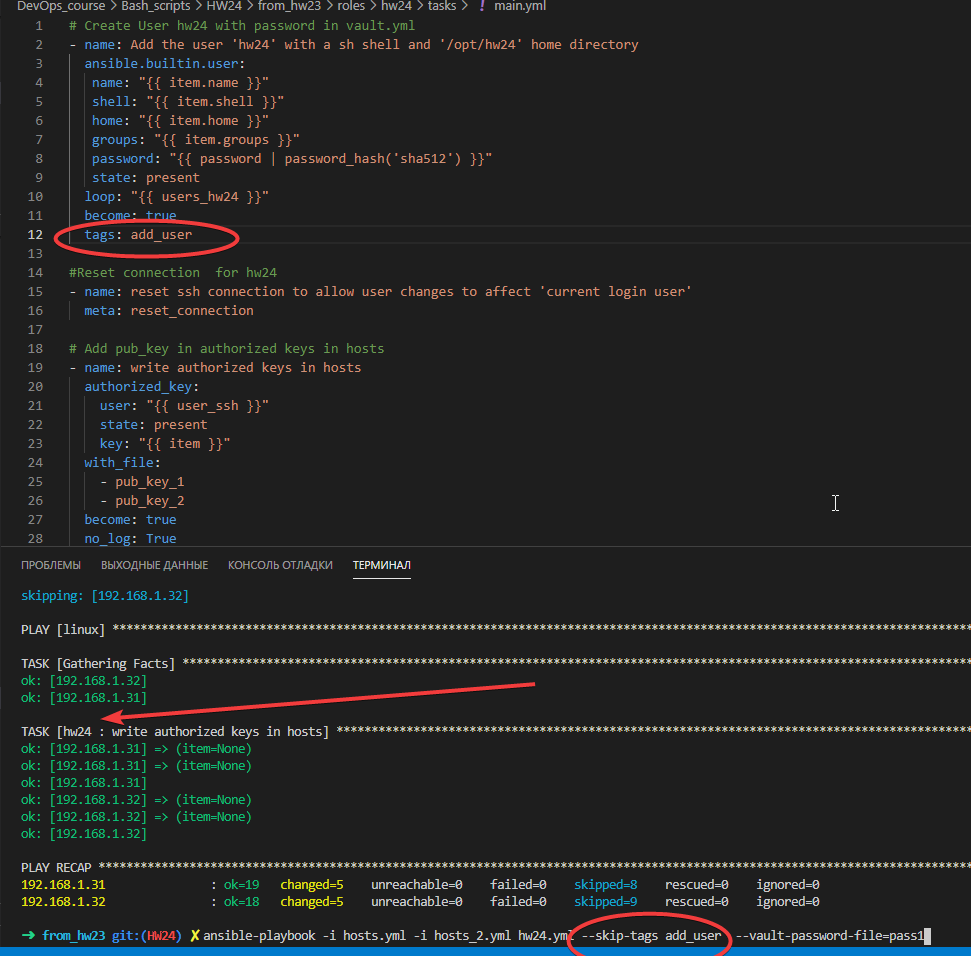 DevOps_course > Bash_scripts > HW24 > from_hw23 > roles > hw24 > tasks > ! main.yml
1 # Create User hw24 with password in vault.yml
2 - name: Add the user 'hw24' with a sh shell and '/opt/hw24' home directory
3 ansible.builtin.user:
4 name: "{{ item.name }}"
5 shell: "{{ item.shell }}"
6 home: "{{ item.home }}"
7 groups: "{{ item.groups }}"
8 password: "{{ password | password_hash('sha512') }}"
9 state: present
10 loop: "{{ users_hw24 }}"
11 become: true
12 tags: add_user
13
14 #Reset connection  for hw24
15 - name: reset ssh connection to allow user changes to affect 'current login user'
16 meta: reset_connection
17
18 # Add pub_key in authorized keys in hosts
19 - name: write authorized keys in hosts
20 authorized_key:
21 user: "{{ user_ssh }}"
22 state: present
23 key: "{{ item }}"
24 with_file:
25 - pub_key_1
26 - pub_key_2
27 become: true
28 no_log: True
ПРОБЛЕМЫ ВЫХОДНЫЕ ДАННЫЕ КОНСОЛЬ ОТЛАДКИ ТЕРМИНАЛ
skipping: [192.168.1.32]
PLAY [linux] ****************************************************************************************************************************
TASK [Gathering Facts] ******************************************************************************************************************
ok: [192.168.1.32]
ok: [192.168.1.31]
TASK [hw24 : write authorized keys in hosts] ********************************************************************************************
ok: [192.168.1.31] => (item=None)
ok: [192.168.1.31] => (item=None)
ok: [192.168.1.31]
ok: [192.168.1.32] => (item=None)
ok: [192.168.1.32] => (item=None)
ok: [192.168.1.32]
PLAY RECAP ******************************************************************************************************************************
192.168.1.31 : ok=19 changed=5 unreachable=0 failed=0 skipped=8 rescued=0 ignored=0
192.168.1.32 : ok=18 changed=5 unreachable=0 failed=0 skipped=9 rescued=0 ignored=0
➜ from_hw23 git:(HW24) ✗ ansible-playbook -i hosts.yml -i hosts_2.yml hw24.yml --skip-tags add_user --vault-password-file=pass1